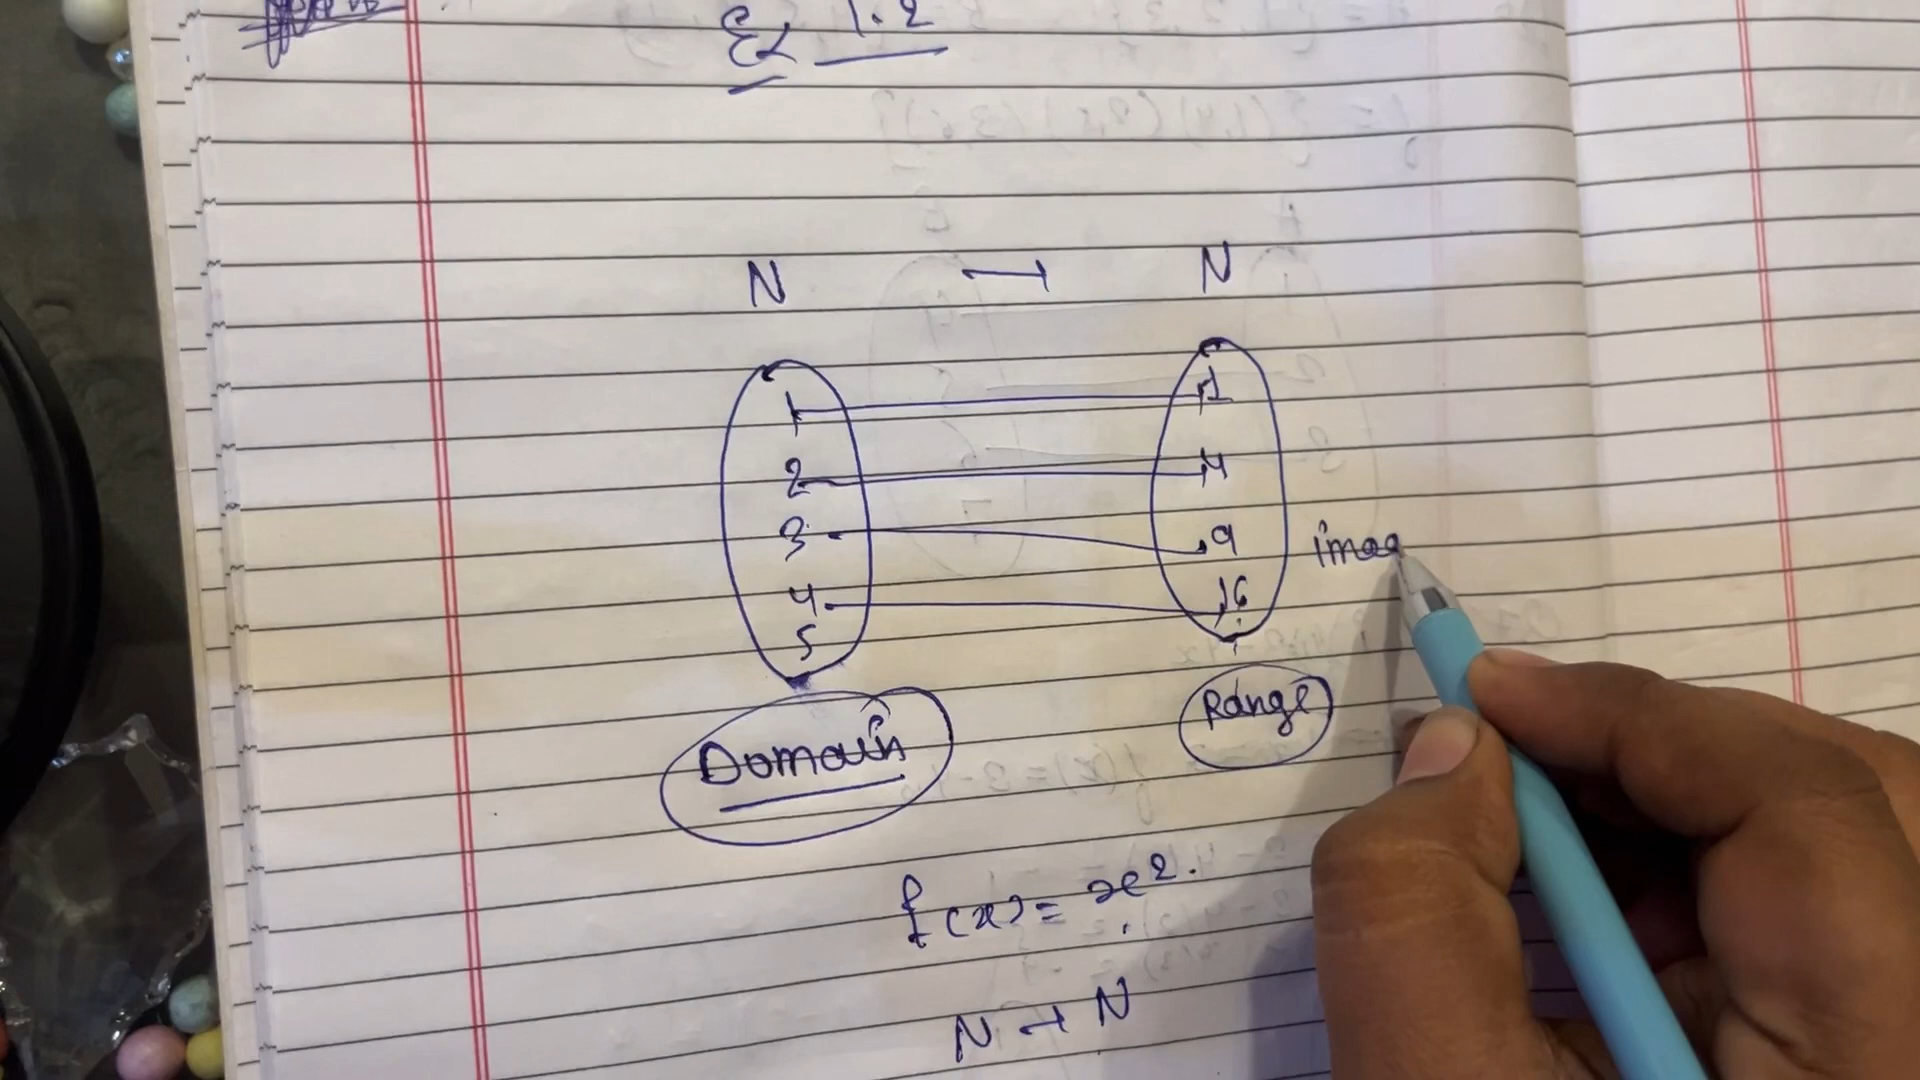 Ex 1.2
N → N
1 1
2 4
3 9
4 16
5
imag
Domain Range
f(x) = x².
N → N